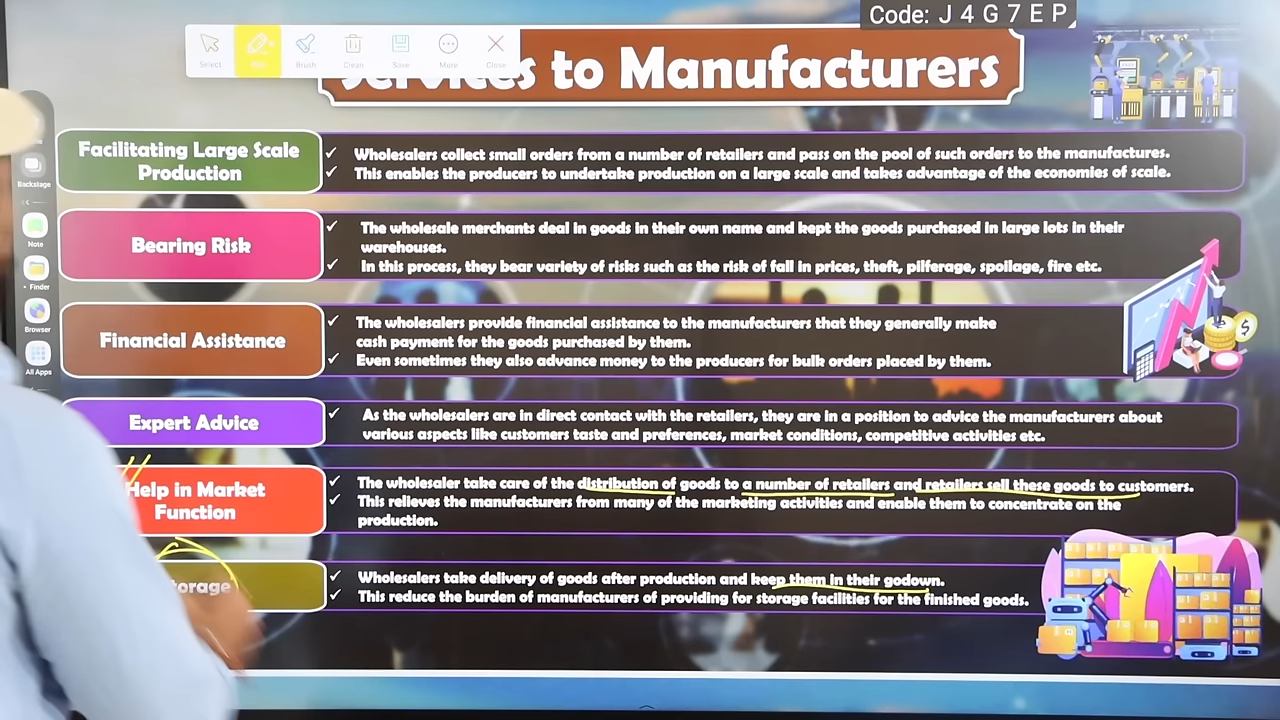 Code: J 4 G 7 E P
Select
Brush
Clean
Save
More
Close
Services to Manufacturers
Backstage
Note
Finder
Browser
All Apps
Facilitating Large Scale
Production
✓ Wholesalers collect small orders from a number of retailers and pass on the pool of such orders to the manufactures.
✓ This enables the producers to undertake production on a large scale and takes advantage of the economies of scale.
Bearing Risk
✓ The wholesale merchants deal in goods in their own name and kept the goods purchased in large lots in their
warehouses.
✓ In this process, they bear variety of risks such as the risk of fall in prices, theft, pilferage, spoilage, fire etc.
Financial Assistance
✓ The wholesalers provide financial assistance to the manufacturers that they generally make
cash payment for the goods purchased by them.
✓ Even sometimes they also advance money to the producers for bulk orders placed by them.
Expert Advice
✓ As the wholesalers are in direct contact with the retailers, they are in a position to advice the manufacturers about
various aspects like customers taste and preferences, market conditions, competitive activities etc.
Help in Market
Function
✓ The wholesaler take care of the distribution of goods to a number of retailers and retailers sell these goods to customers.
✓ This relieves the manufacturers from many of the marketing activities and enable them to concentrate on the
production.
orage
✓ Wholesalers take delivery of goods after production and keep them in their godown.
✓ This reduce the burden of manufacturers of providing for storage facilities for the finished goods.